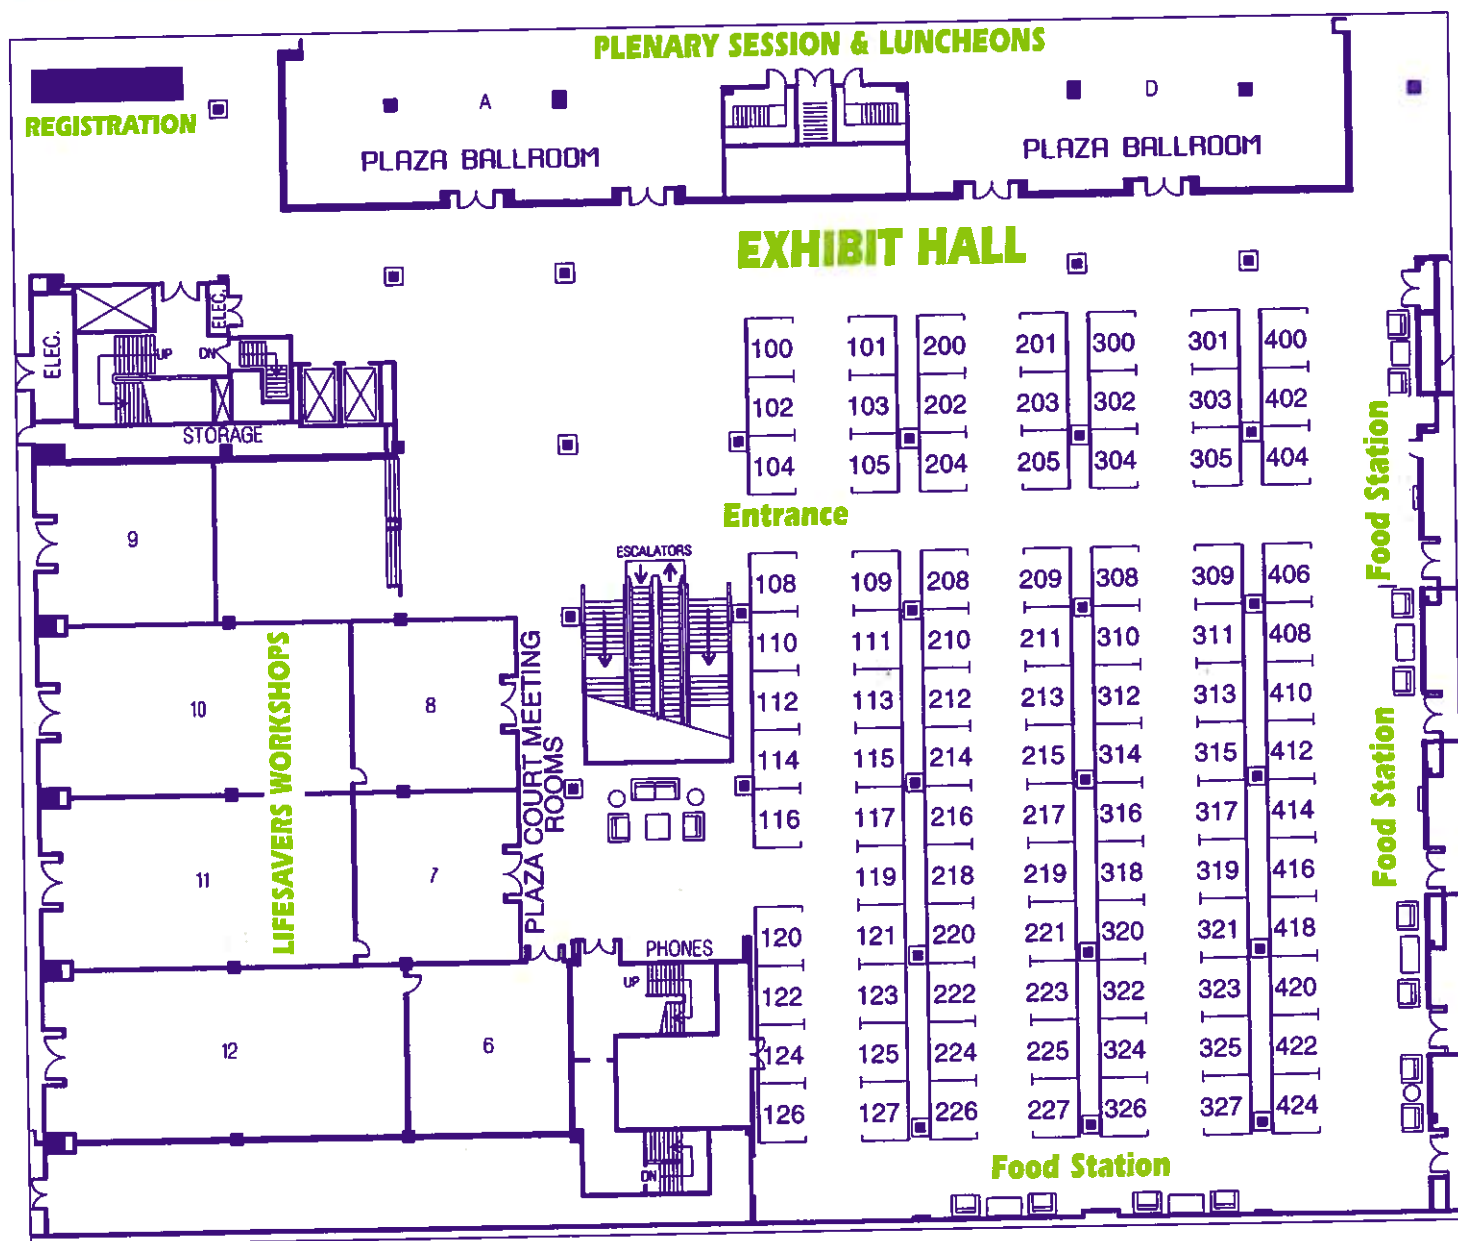 PLENARY SESSION & LUNCHEONS
REGISTRATION
A
D
PLAZA BALLROOM
PLAZA BALLROOM
EXHIBIT HALL
ELEC.
ELEC.
UP
DN
STORAGE
100 101 200 201 300 301 400
102 103 202 203 302 303 402
104 105 204 205 304 305 404
Entrance
Food Station
9
ESCALATORS
108 109 208 209 308 309 406
110 111 210 211 310 311 408
112 113 212 213 312 313 410
114 115 214 215 314 315 412
116 117 216 217 316 317 414
119 218 219 318 319 416
120 121 220 221 320 321 418
122 123 222 223 322 323 420
124 125 224 225 324 325 422
126 127 226 227 326 327 424
10
8
LIFESAVERS WORKSHOPS
PLAZA COURT MEETING
ROOMS
Food Station
11
7
PHONES
UP
12
6
DN
Food Station